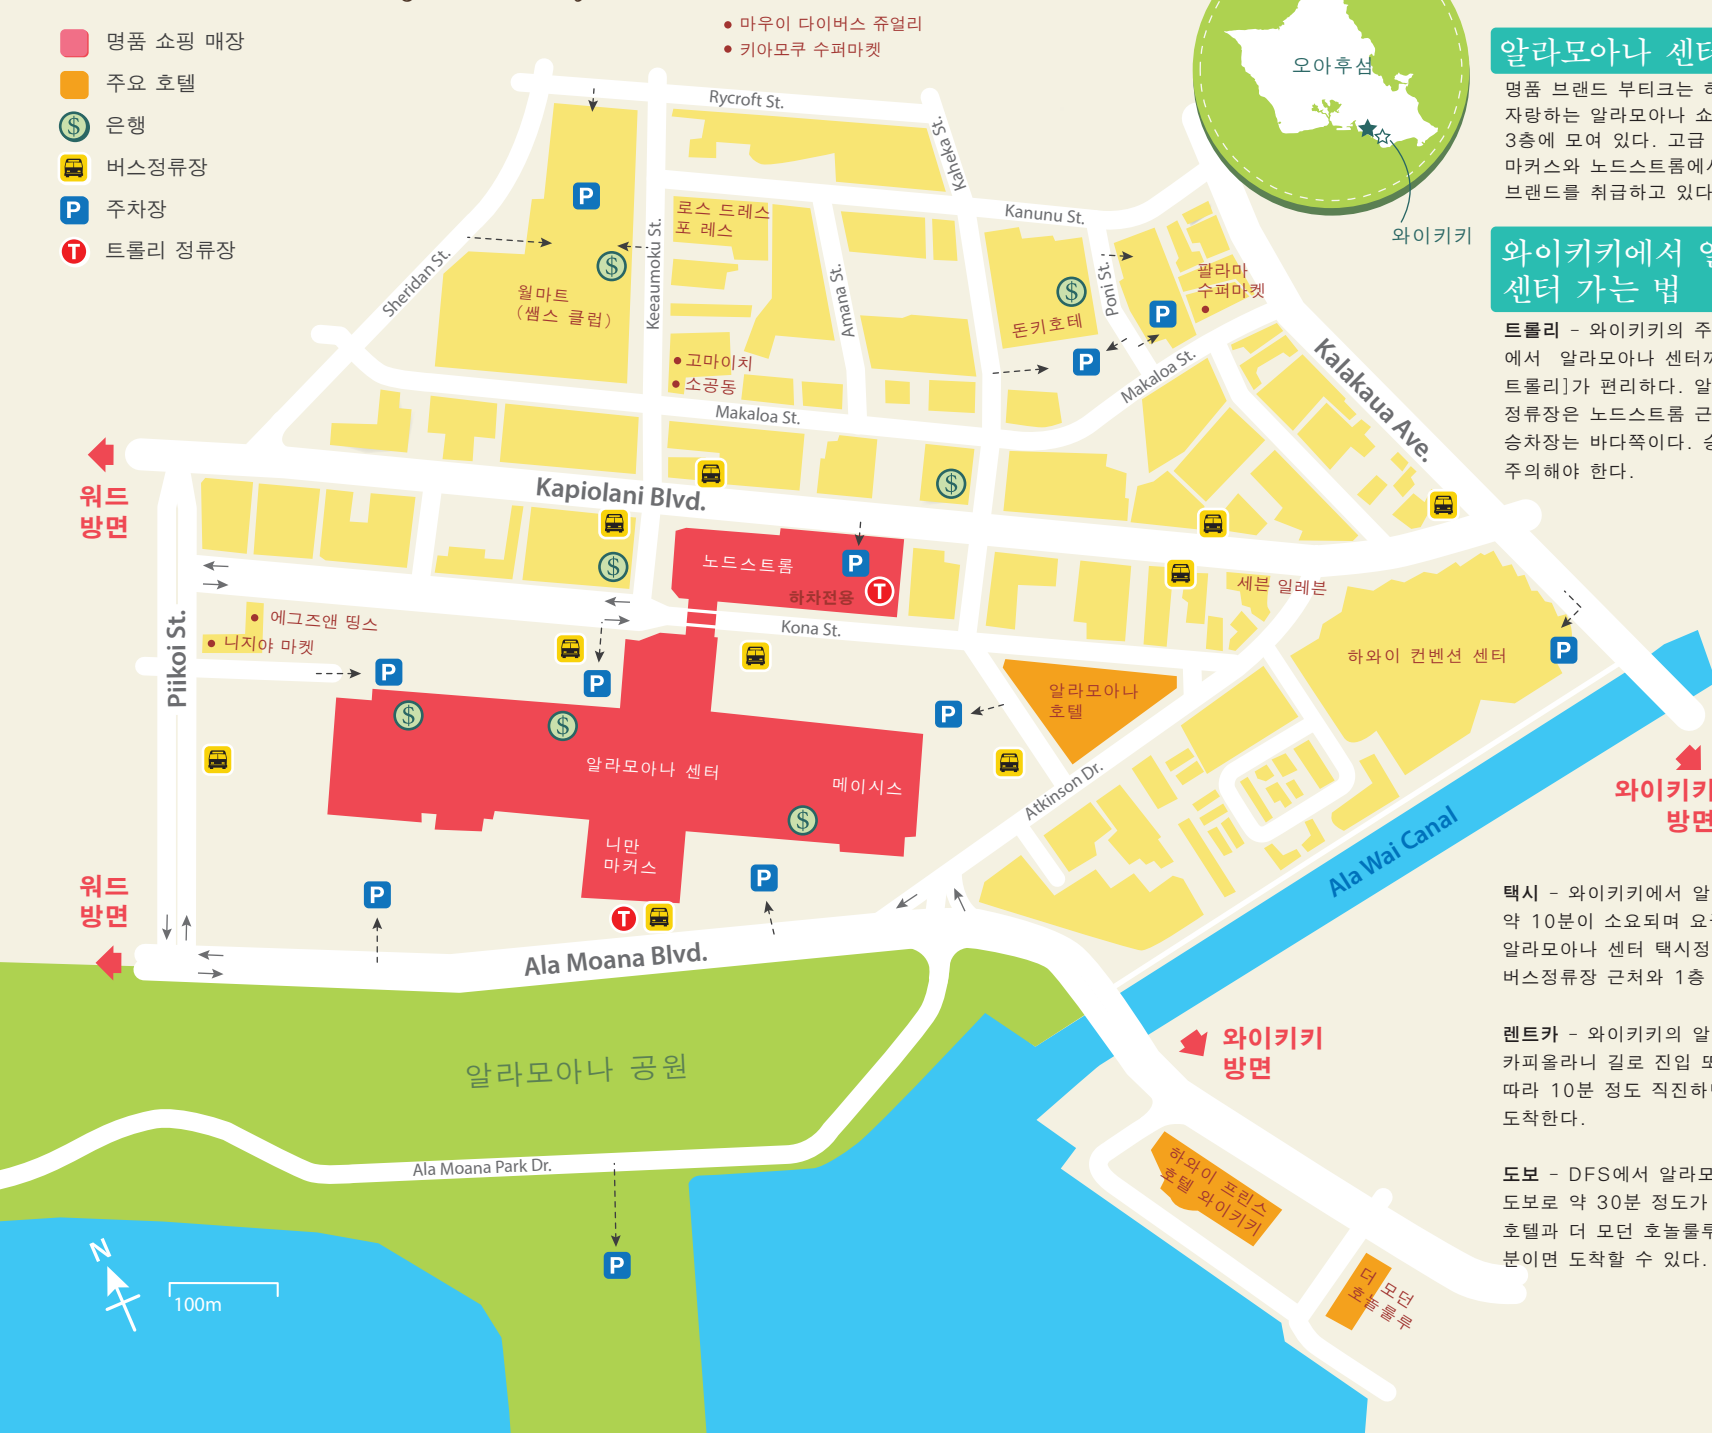 마우이 다이버스 쥬얼리
키아모쿠 수퍼마켓
명품 쇼핑 매장
주요 호텔
$ 은행
버스정류장
P 주차장
T 트롤리 정류장
오아후섬
와이키키
알라모아나 센터
명품 브랜드 부티크는
자랑하는 알라모아나 쇼
3층에 모여 있다. 고급
마커스와 노드스트롬에서
브랜드를 취급하고 있다
와이키키에서
센터 가는 법
트롤리 - 와이키키의 주
에서 알라모아나 센터까
트롤리]가 편리하다. 알
정류장은 노드스트롬 근
승차장은 바다쪽이다. 승
주의해야 한다.
Rycroft St.
Kaheka St.
Kanunu St.
Sheridan St.
Keeaumoku St.
Amana St.
Poni St.
Makaloa St.
Makaloa St.
Kalakaua Ave.
로스 드레스
포 레스
월마트
(쌤스 클럽)
고마이치
소공동
돈키호테
팔라마
수퍼마켓
P
$
$
P
P
워드
방면
Kapiolani Blvd.
$
$
노드스트롬
P
하차전용
T
세븐 일레븐
Kona St.
Piikoi St.
에그즈앤 띵스
니지야 마켓
P
P
하와이 컨벤션 센터
P
알라모아나
호텔
P
$
$
알라모아나 센터
메이시스
$
니만
마커스
Atkinson Dr.
와이키키
방면
Ala Wai Canal
워드
방면
P
P
T
Ala Moana Blvd.
택시 - 와이키키에서 알
약 10분이 소요되며 요
알라모아나 센터 택시정
버스정류장 근처와 1층
렌트카 - 와이키키의 알
카피올라니 길로 진입 또
따라 10분 정도 직진하
도착한다.
도보 - DFS에서 알라모
도보로 약 30분 정도가
호텔과 더 모던 호놀룰루
분이면 도착할 수 있다.
와이키키
방면
알라모아나 공원
Ala Moana Park Dr.
P
하와이 프린스
호텔 와이키키
더 모던
호놀룰루
N
100m